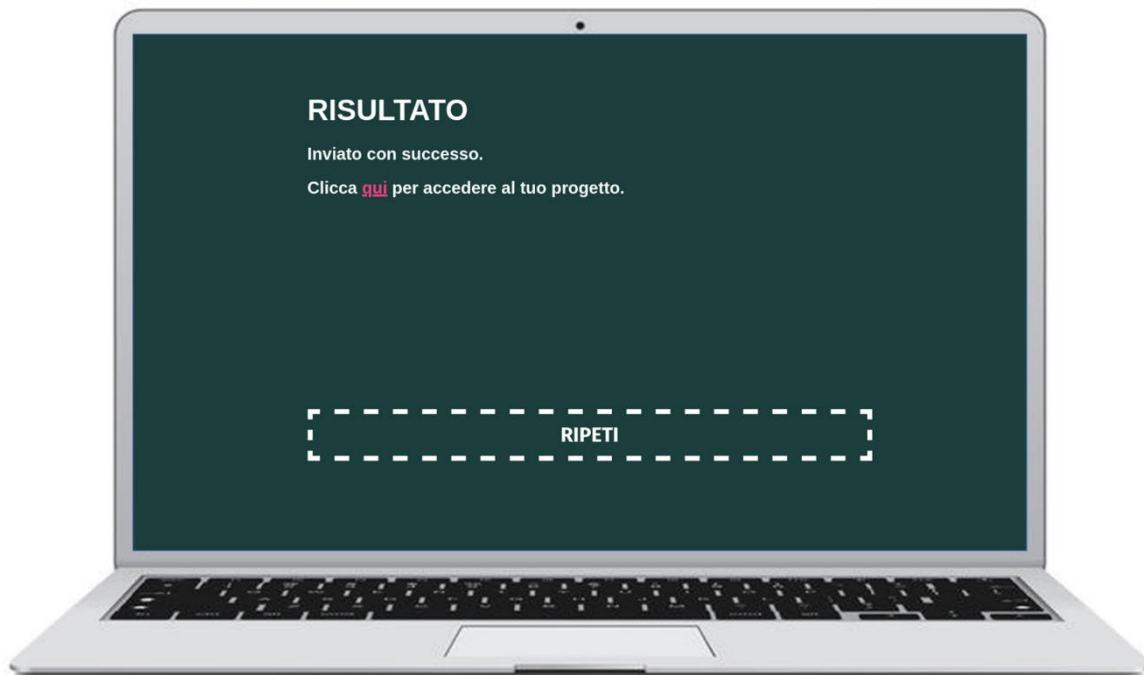 RISULTATO
Inviato con successo.
Clicca qui per accedere al tuo progetto.
RIPETI